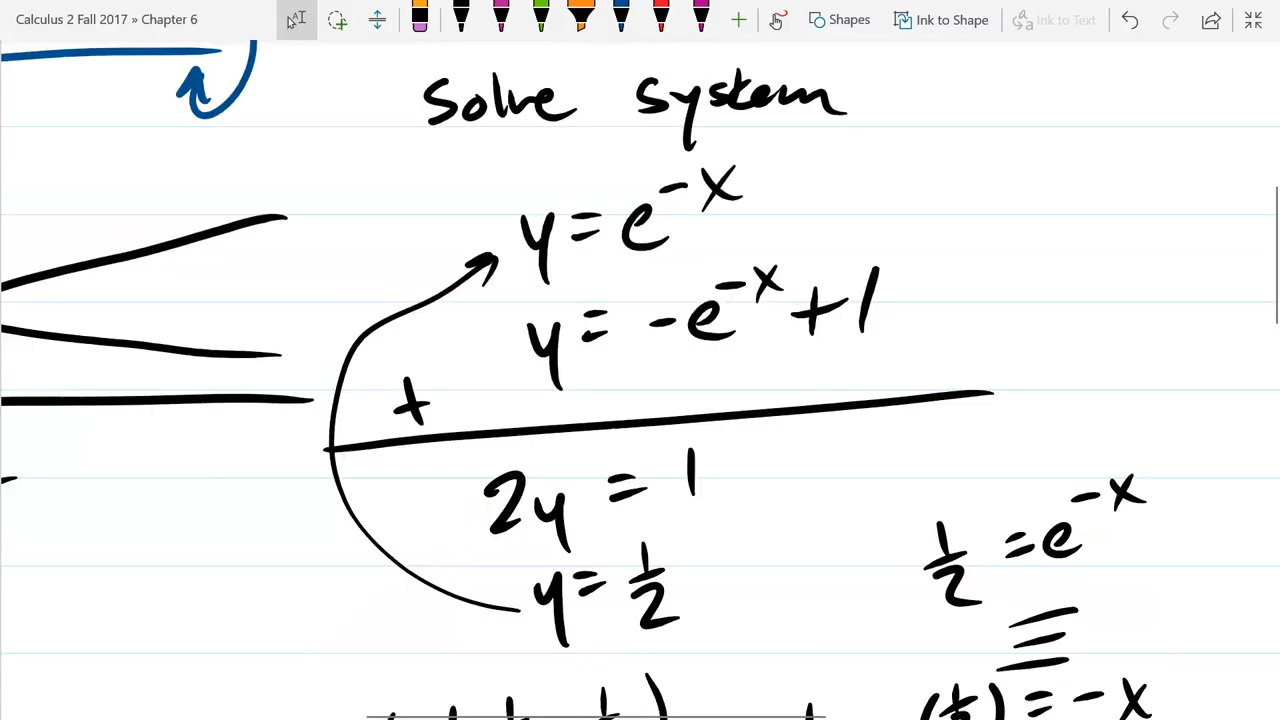 Calculus 2 Fall 2017 » Chapter 6
Shapes
Ink to Shape
Ink to Text
Solve system
y = e^{-x}
y = -e^{-x} + 1
+
2y = 1
y = 1/2
1/2 = e^{-x}
= -x